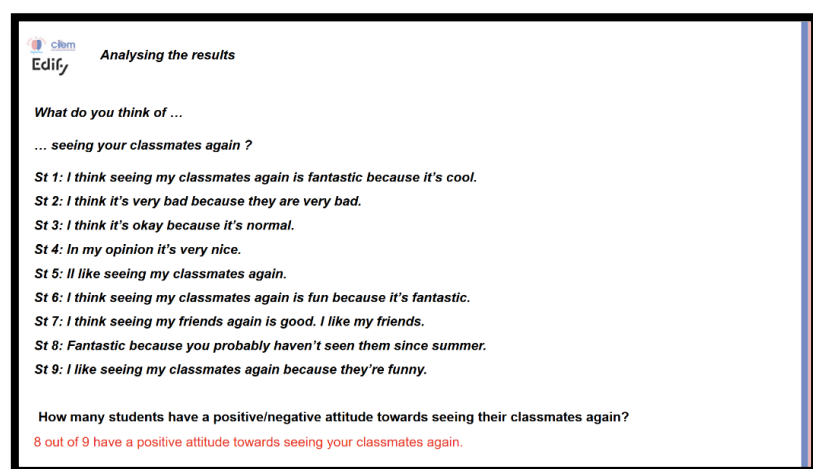 cliem
Edify
Analysing the results
What do you think of …
… seeing your classmates again ?
St 1: I think seeing my classmates again is fantastic because it’s cool.
St 2: I think it’s very bad because they are very bad.
St 3: I think it’s okay because it’s normal.
St 4: In my opinion it’s very nice.
St 5: II like seeing my classmates again.
St 6: I think seeing my classmates again is fun because it’s fantastic.
St 7: I think seeing my friends again is good. I like my friends.
St 8: Fantastic because you probably haven’t seen them since summer.
St 9: I like seeing my classmates again because they’re funny.
How many students have a positive/negative attitude towards seeing their classmates again?
8 out of 9 have a positive attitude towards seeing your classmates again.